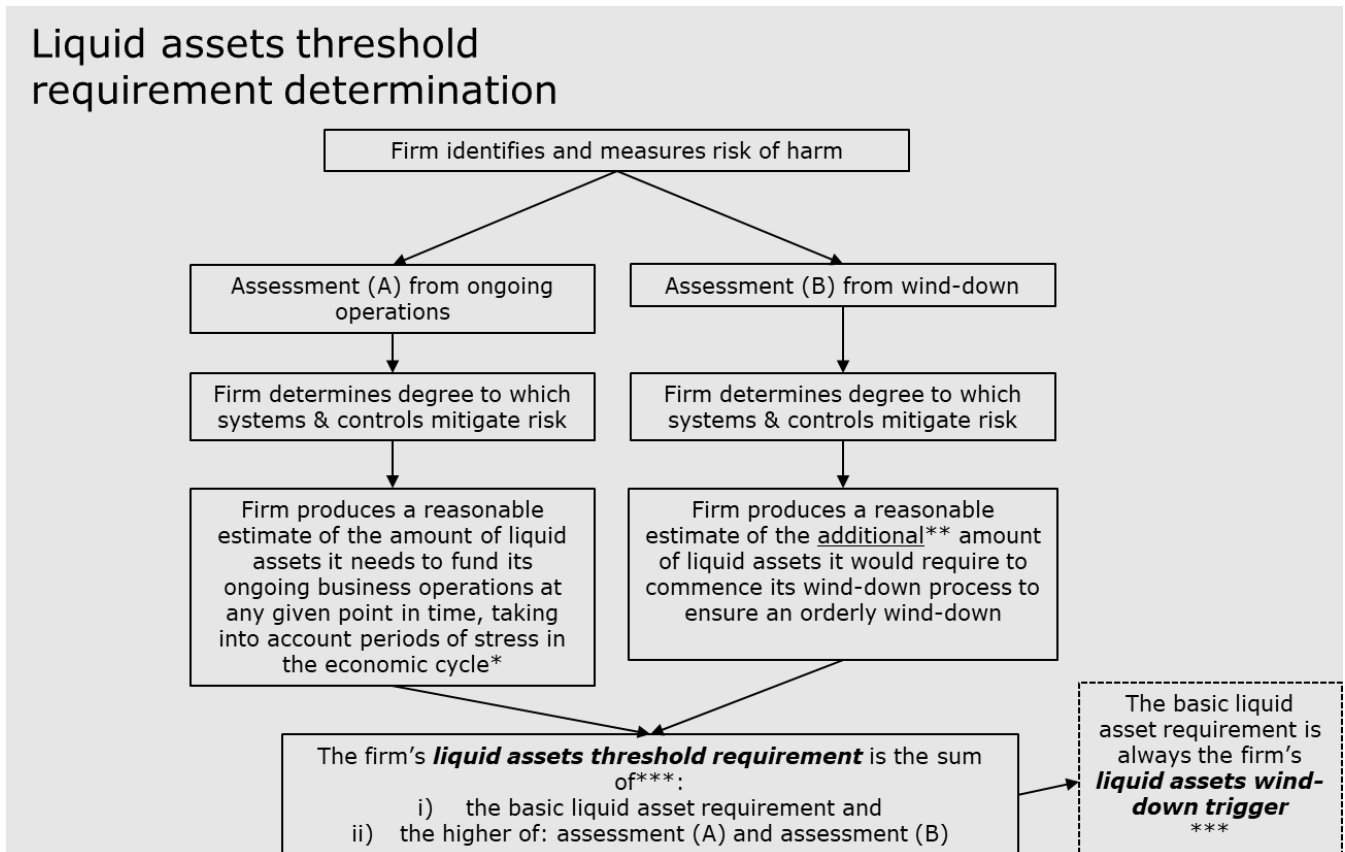 Liquid assets threshold
requirement determination
Firm identifies and measures risk of harm
Assessment (A) from ongoing
operations
Assessment (B) from wind-down
Firm determines degree to which
systems & controls mitigate risk
Firm determines degree to which
systems & controls mitigate risk
Firm produces a reasonable
estimate of the amount of liquid
assets it needs to fund its
ongoing business operations at
any given point in time, taking
into account periods of stress in
the economic cycle*
Firm produces a reasonable
estimate of the additional** amount
of liquid assets it would require to
commence its wind-down process to
ensure an orderly wind-down
The firm's liquid assets threshold requirement is the sum
of***:
i) the basic liquid asset requirement and
ii) the higher of: assessment (A) and assessment (B)
The basic liquid
asset requirement is
always the firm's
liquid assets wind-
down trigger
***